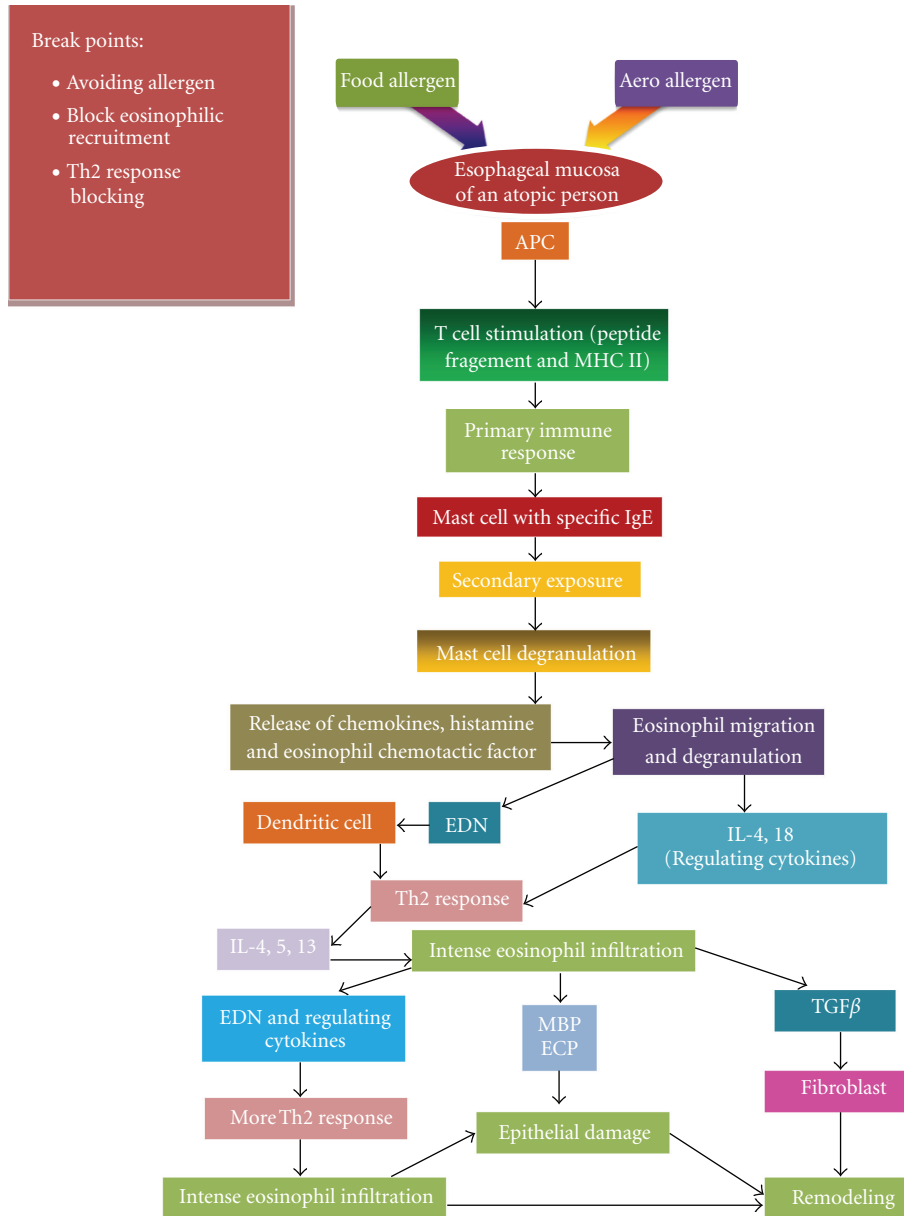 Break points:
• Avoiding allergen
• Block eosinophilic
recruitment
• Th2 response
blocking
Food allergen
Aero allergen
Esophageal mucosa
of an atopic person
APC
T cell stimulation (peptide
fragement and MHC II)
Primary immune
response
Mast cell with specific IgE
Secondary exposure
Mast cell degranulation
Release of chemokines, histamine
and eosinophil chemotactic factor
Eosinophil migration
and degranulation
Dendritic cell
EDN
IL-4, 18
(Regulating cytokines)
Th2 response
IL-4, 5, 13
Intense eosinophil infiltration
EDN and regulating
cytokines
MBP
ECP
TGFβ
Fibroblast
More Th2 response
Epithelial damage
Intense eosinophil infiltration
Remodeling